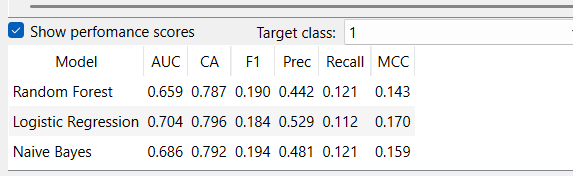 Show perfomance scores Target class: 1
Model AUC CA F1 Prec Recall MCC
Random Forest 0.659 0.787 0.190 0.442 0.121 0.143
Logistic Regression 0.704 0.796 0.184 0.529 0.112 0.170
Naive Bayes 0.686 0.792 0.194 0.481 0.121 0.159